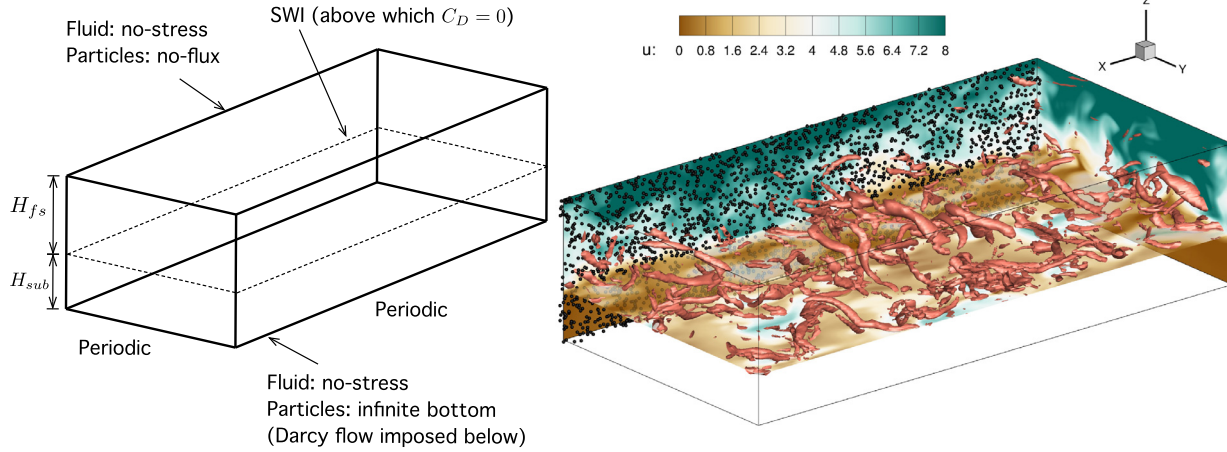 SWI (above which C_D = 0)
Fluid: no-stress
Particles: no-flux
H_fs
H_sub
Periodic
Periodic
Fluid: no-stress
Particles: infinite bottom
(Darcy flow imposed below)
u: 0 0.8 1.6 2.4 3.2 4 4.8 5.6 6.4 7.2 8
Z
X
Y